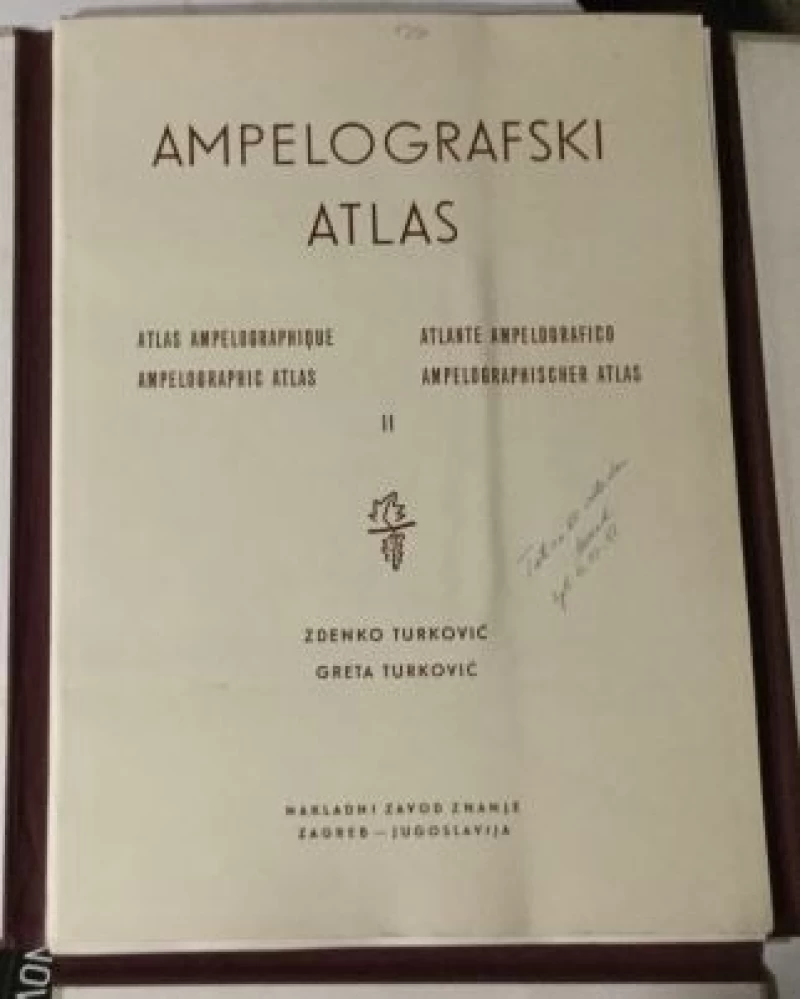 AMPELOGRAFSKI
ATLAS
ATLAS AMPELOGRAPHIQUE
ATLANTE AMPELOGRAFICO
AMPELOGRAPHIC ATLAS
AMPELOGRAPHISCHER ATLAS
II
ZDENKO TURKOVIĆ
GRETA TURKOVIĆ
NAKLADNI ZAVOD ZNANJE
ZAGREB — JUGOSLAVIJA